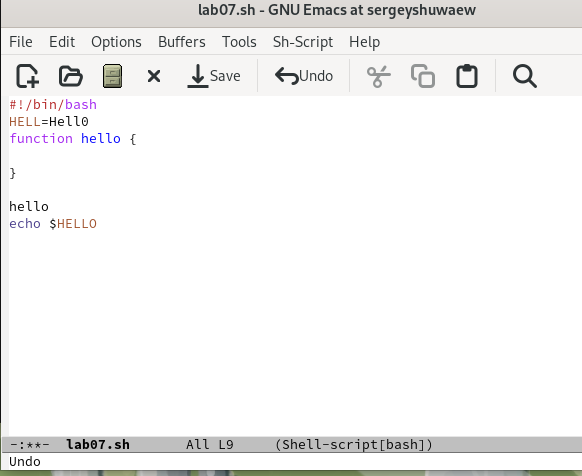 lab07.sh - GNU Emacs at sergeyshuwaew
File Edit Options Buffers Tools Sh-Script Help
Save Undo
#!/bin/bash
HELL=Hell0
function hello {
}
hello
echo $HELLO
-:**- lab07.sh All L9 (Shell-script[bash])
Undo